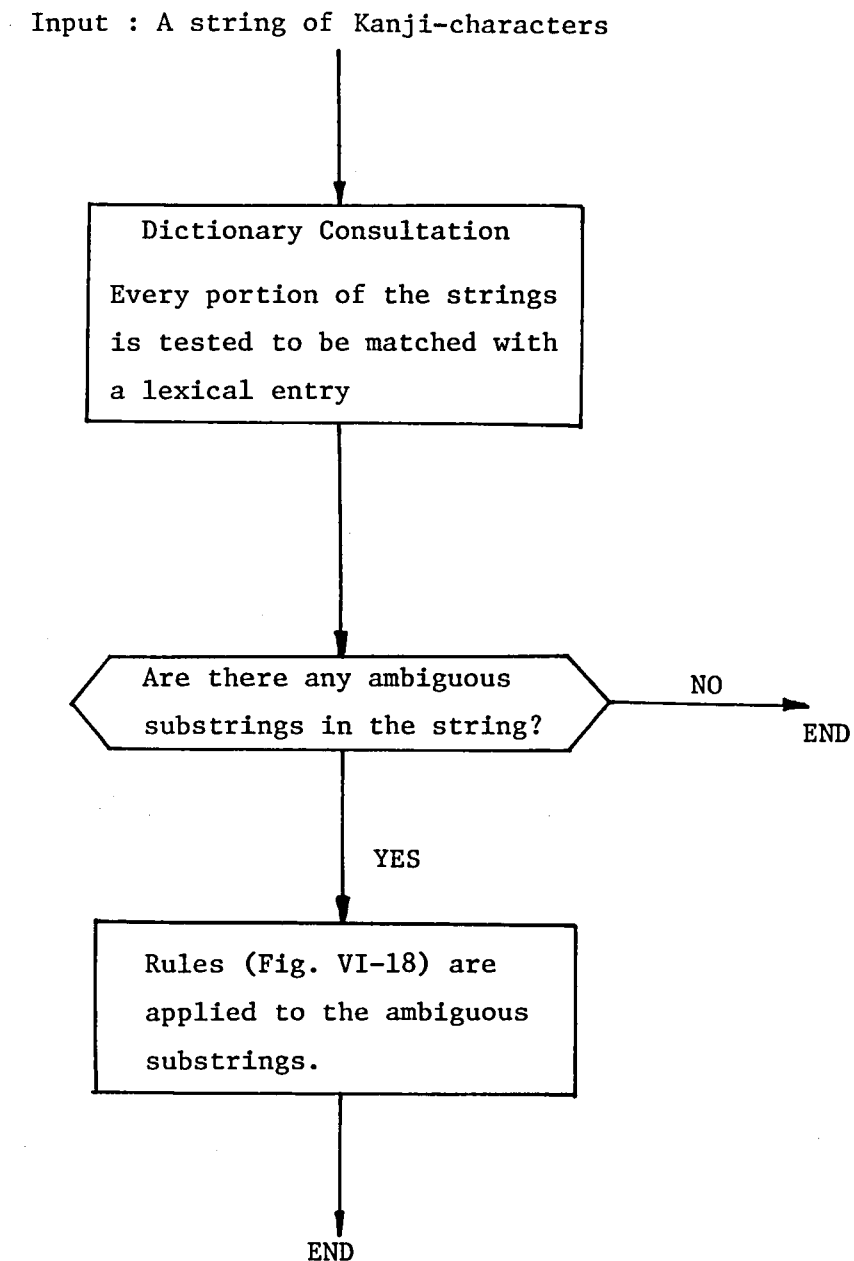 Input : A string of Kanji-characters
Dictionary Consultation
Every portion of the strings
is tested to be matched with
a lexical entry
Are there any ambiguous
substrings in the string?
NO
END
YES
Rules (Fig. VI-18) are
applied to the ambiguous
substrings.
END